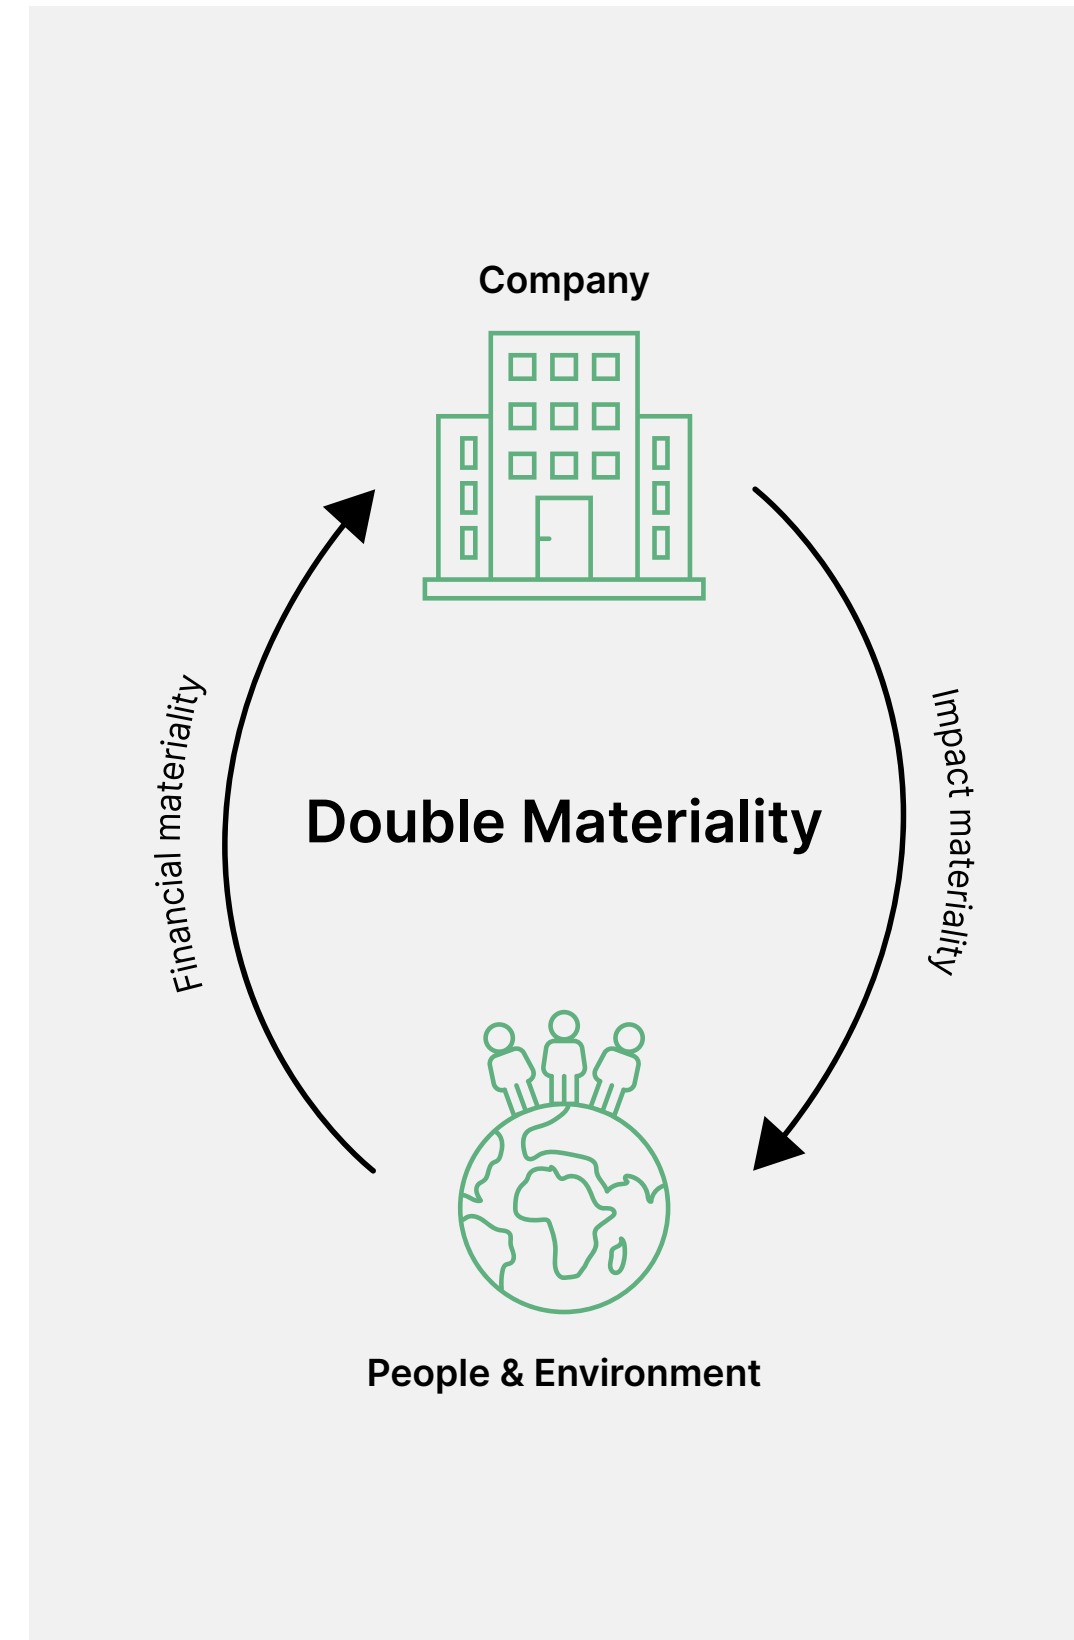 Company
Financial materiality
Impact materiality
Double Materiality
People & Environment